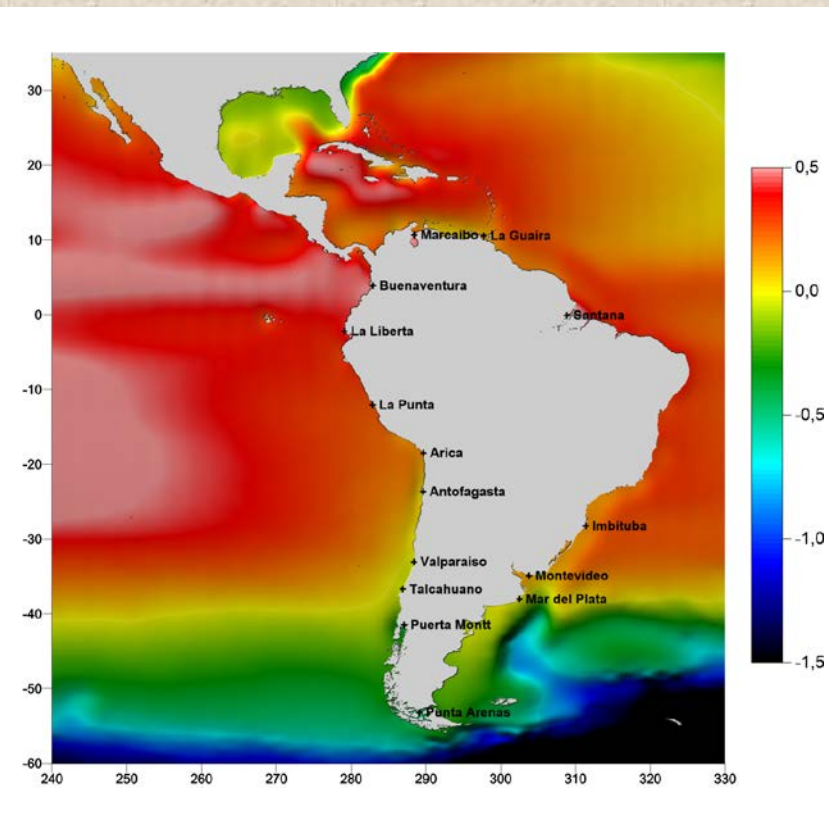 30
20
10
0
-10
-20
-30
-40
-50
-60
240
250
260
270
280
290
300
310
320
330
Marcaibo
La Guaira
Buenaventura
Santana
La Liberta
La Punta
Arica
Antofagasta
Imbituba
Valparaiso
Montevideo
Talcahuano
Mar del Plata
Puerta Montt
Punta Arenas
0,5
0,0
-0,5
-1,0
-1,5